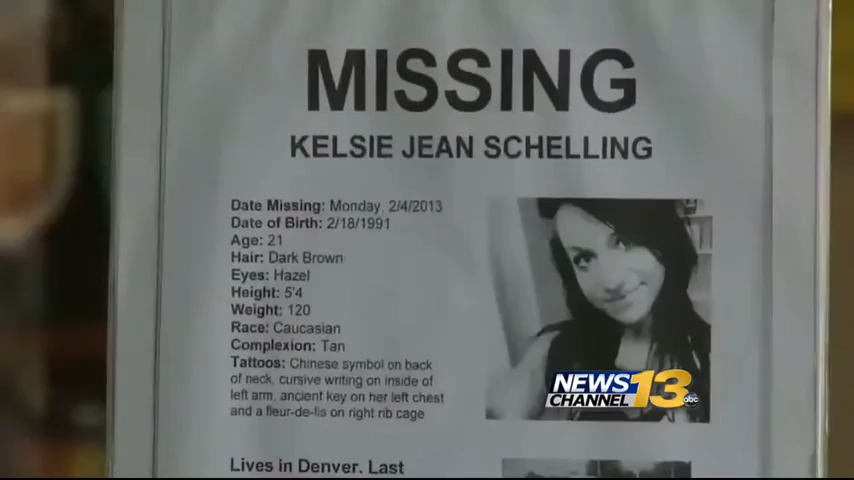 MISSING
KELSIE JEAN SCHELLING
Date Missing: Monday, 2/4/2013
Date of Birth: 2/18/1991
Age: 21
Hair: Dark Brown
Eyes: Hazel
Height: 5'4
Weight: 120
Race: Caucasian
Complexion: Tan
Tattoos: Chinese symbol on back
of neck, cursive writing on inside of
left arm, ancient key on her left chest
and a fleur-de-lis on right rib cage
NEWS 13
CHANNEL abc
Lives in Denver. Last